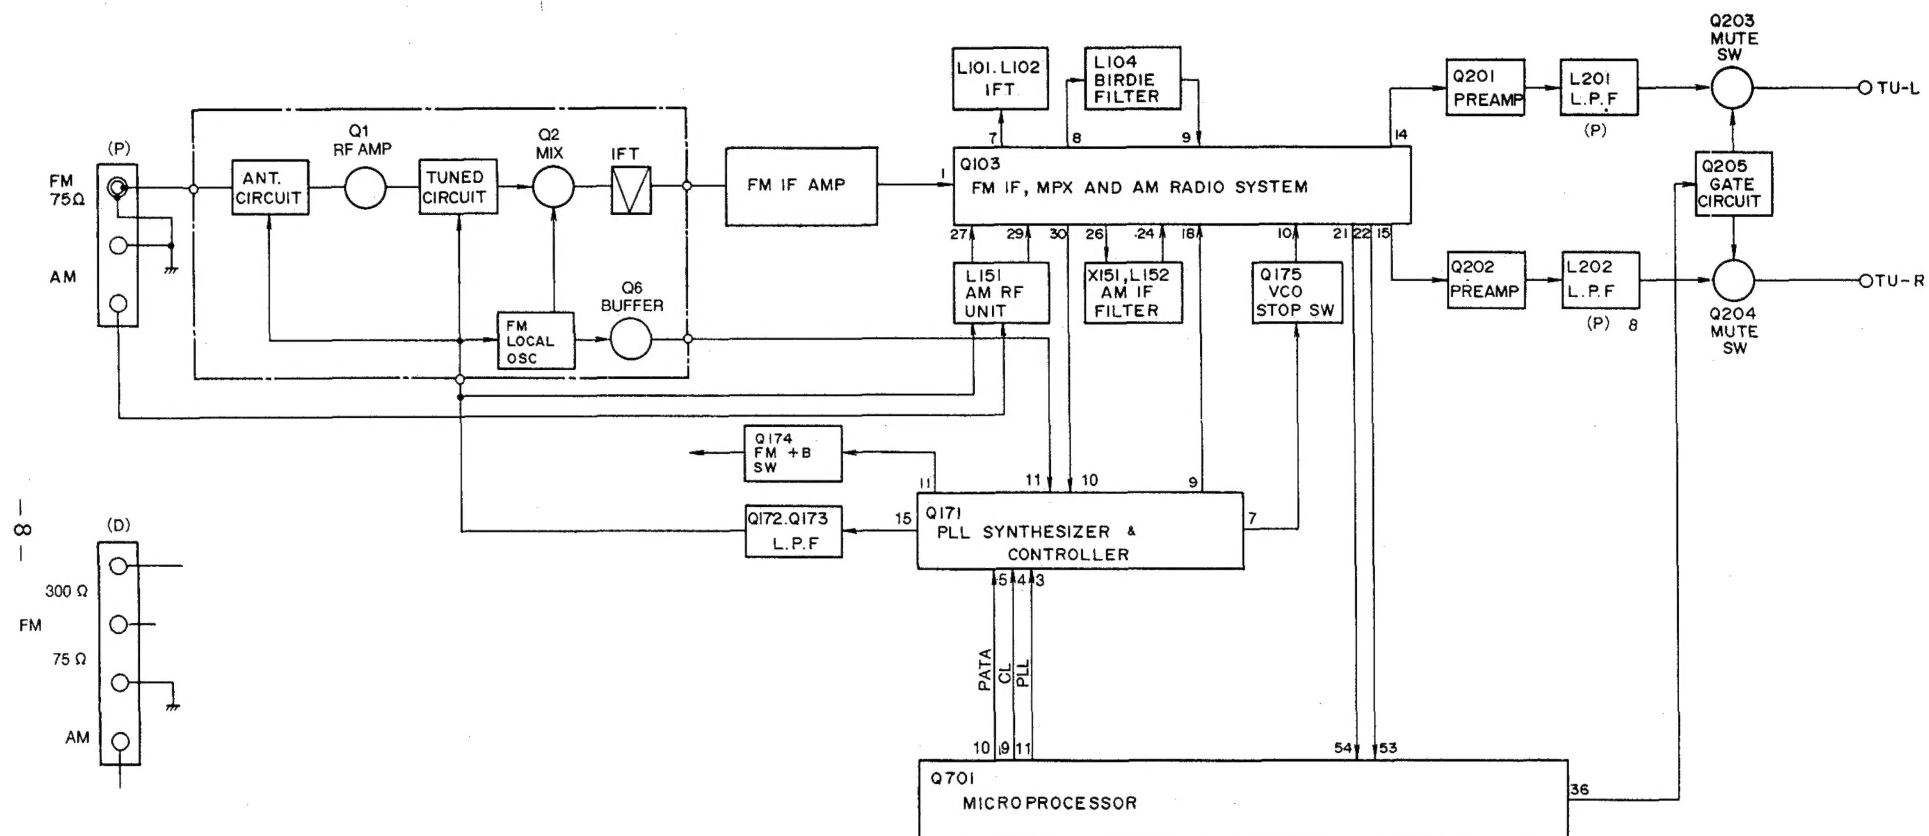 Q203
MUTE
SW
L101.L102
IFT
L104
BIRDIE
FILTER
Q201
PREAMP
L201
L.P.F
(P)
TU-L
7
8
9
14
(P)
FM
75Ω
AM
ANT.
CIRCUIT
Q1
RF AMP
TUNED
CIRCUIT
Q2
MIX
IFT
FM IF AMP
1
Q103
FM IF, MPX AND AM RADIO SYSTEM
Q205
GATE
CIRCUIT
27
29
30
26
24
18
10
21
22
15
L151
AM RF
UNIT
X151,L152
AM IF
FILTER
Q175
VCO
STOP SW
Q202
PREAMP
L202
L.P.F
(P) 8
TU-R
Q204
MUTE
SW
FM
LOCAL
OSC
Q6
BUFFER
Q174
FM +B
SW
11
11
10
9
Q172.Q173
L.P.F
15
Q171
PLL SYNTHESIZER &
CONTROLLER
7
5
4
3
PATA
CL
PLL
10
9
11
54
53
Q701
MICROPROCESSOR
36
(D)
300 Ω
FM
75 Ω
AM
-8-